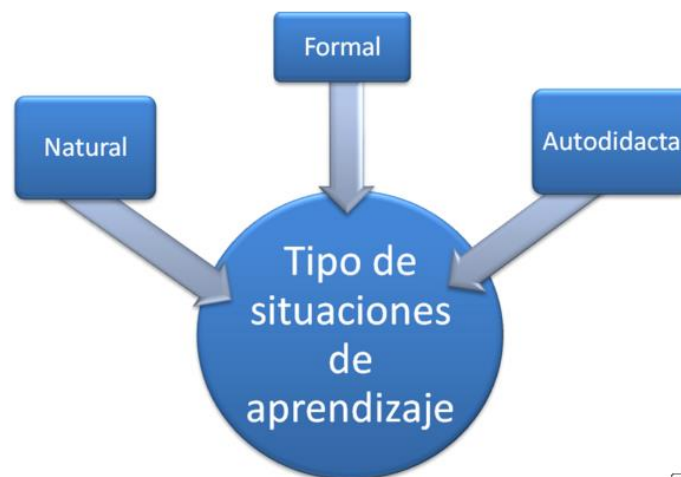 Formal
Natural
Autodidacta
Tipo de
situaciones
de
aprendizaje